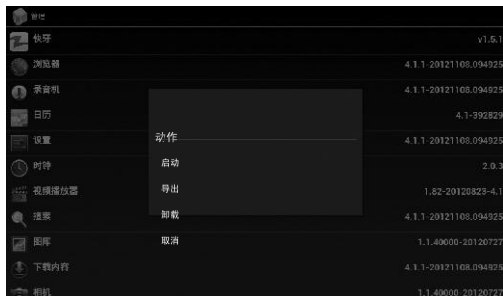 管理
快牙 v1.5.1
浏览器 4.1.1-20121108.094925
录音机 4.1.1-20121108.094925
日历 4.1-392829
设置 4.1.1-20121108.094925
时钟 2.0.3
视频播放器 1.82-20120823-4.1
搜索 4.1.1-20121108.094925
图库 1.1.40000-20120727
下载内容 4.1.1-20121108.094925
相机 1.1.40000-20120727
动作
启动
导出
卸载
取消